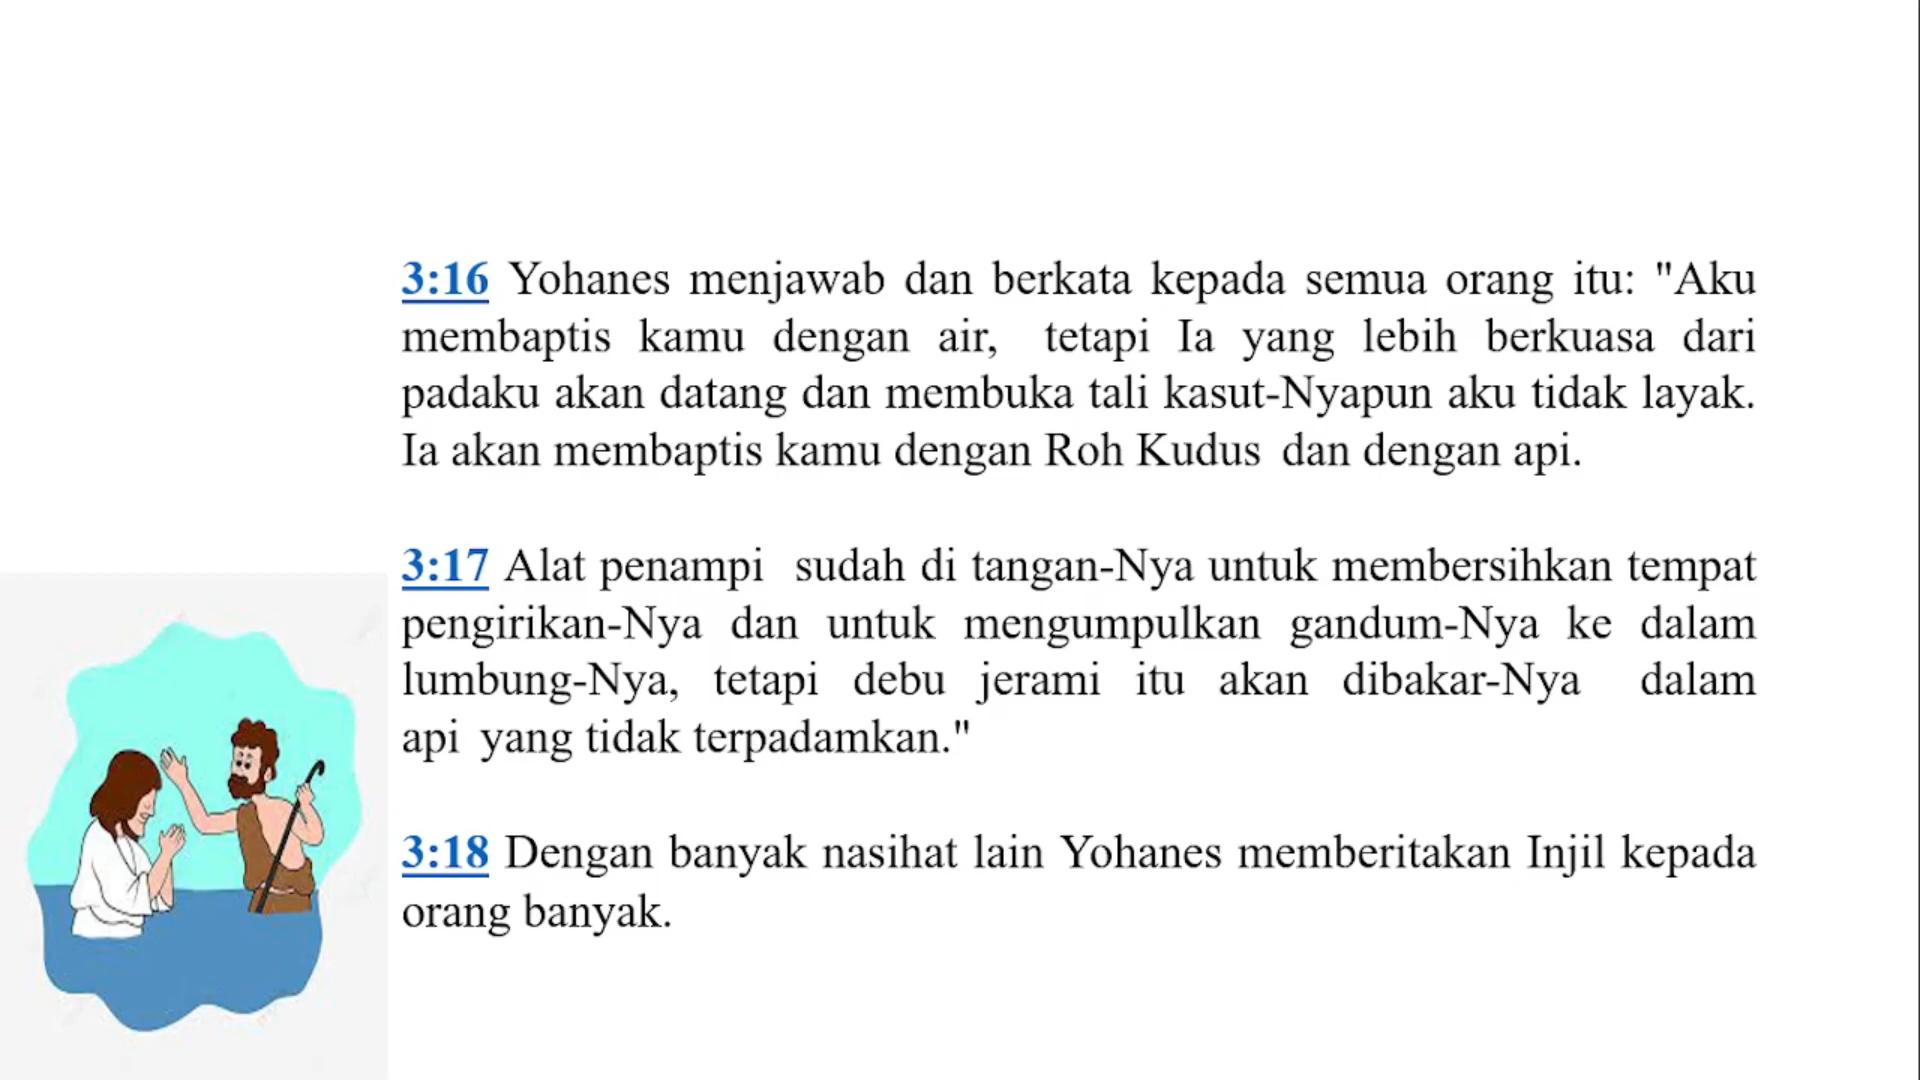 3:16 Yohanes menjawab dan berkata kepada semua orang itu: "Aku
membaptis kamu dengan air, tetapi Ia yang lebih berkuasa dari
padaku akan datang dan membuka tali kasut-Nyapun aku tidak layak.
Ia akan membaptis kamu dengan Roh Kudus dan dengan api.
3:17 Alat penampi sudah di tangan-Nya untuk membersihkan tempat
pengirikan-Nya dan untuk mengumpulkan gandum-Nya ke dalam
lumbung-Nya, tetapi debu jerami itu akan dibakar-Nya dalam
api yang tidak terpadamkan."
3:18 Dengan banyak nasihat lain Yohanes memberitakan Injil kepada
orang banyak.